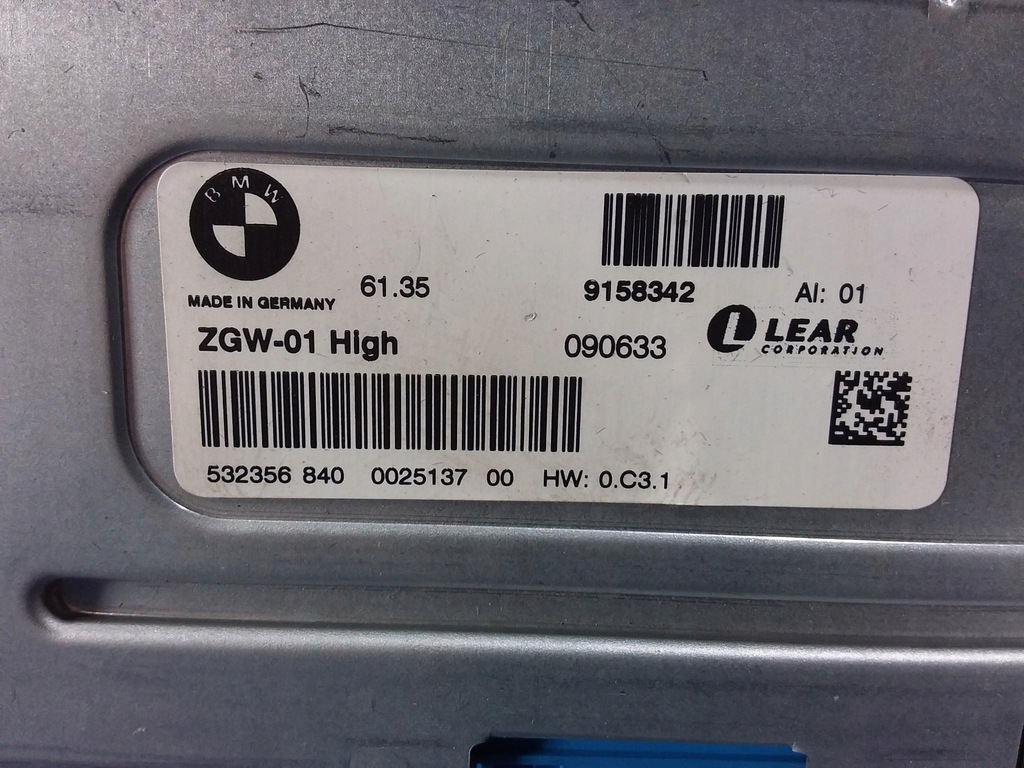 BMW
MADE IN GERMANY
61.35
9158342
AI: 01
ZGW-01 High
090633
LEAR
CORPORATION
532356 840 0025137 00 HW: 0.C3.1